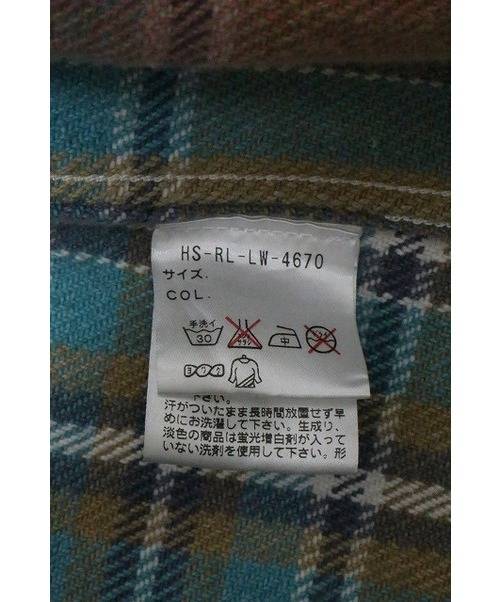 HS-RL-LW-4670
サイズ.
COL.
手洗イ
30
中
ヨワク
下さい。
汗がついたまま長時間放置せず早
めにお洗濯して下さい。生成り、
淡色の商品は蛍光増白剤が入って
いない洗剤を使用して下さい。形